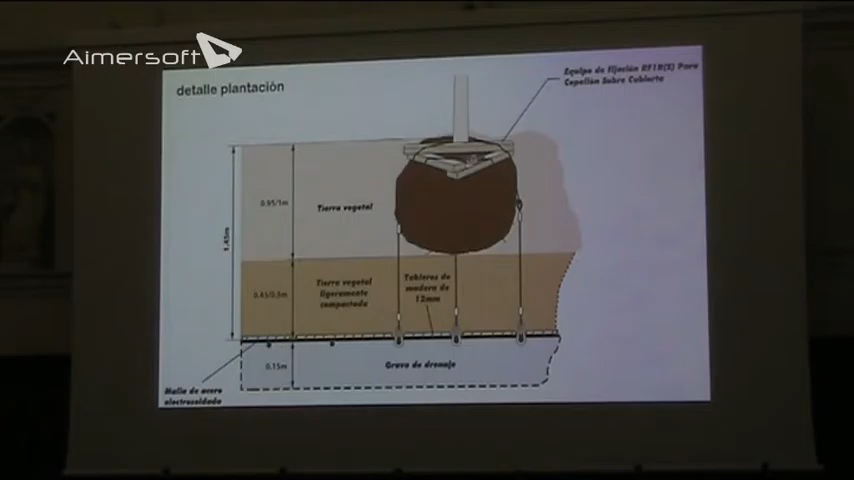 Aimersoft
detalle plantación
Equipo de fijación RF1R(X) Para
Cepellón Sobre Cubierta
0.95/1m
Tierra vegetal
1.45m
0.45/0.5m
Tierra vegetal
ligeramente
compactada
Tableros de
madera de
12mm
0.15m
Grava de drenaje
Malla de acero
electrosoldada